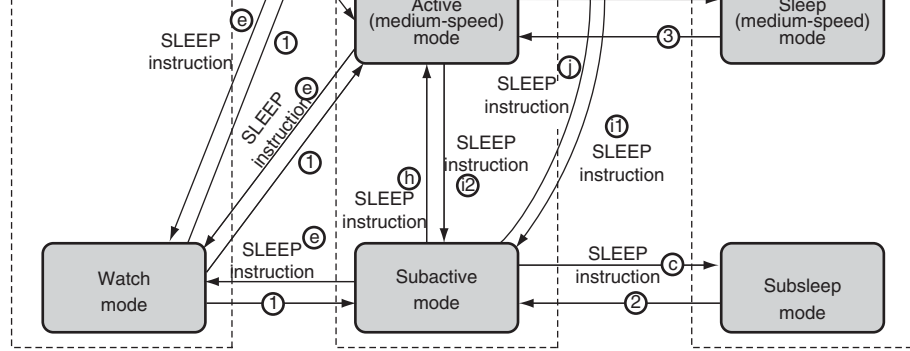 Active
(medium-speed)
mode
Sleep
(medium-speed)
mode
e
SLEEP
instruction
1
3
SLEEP
instruction
e
1
j
SLEEP
instruction
i1
SLEEP
instruction
SLEEP
instruction
i2
h
SLEEP
instruction
SLEEP
e
instruction
1
SLEEP
instruction
c
2
Watch
mode
Subactive
mode
Subsleep
mode